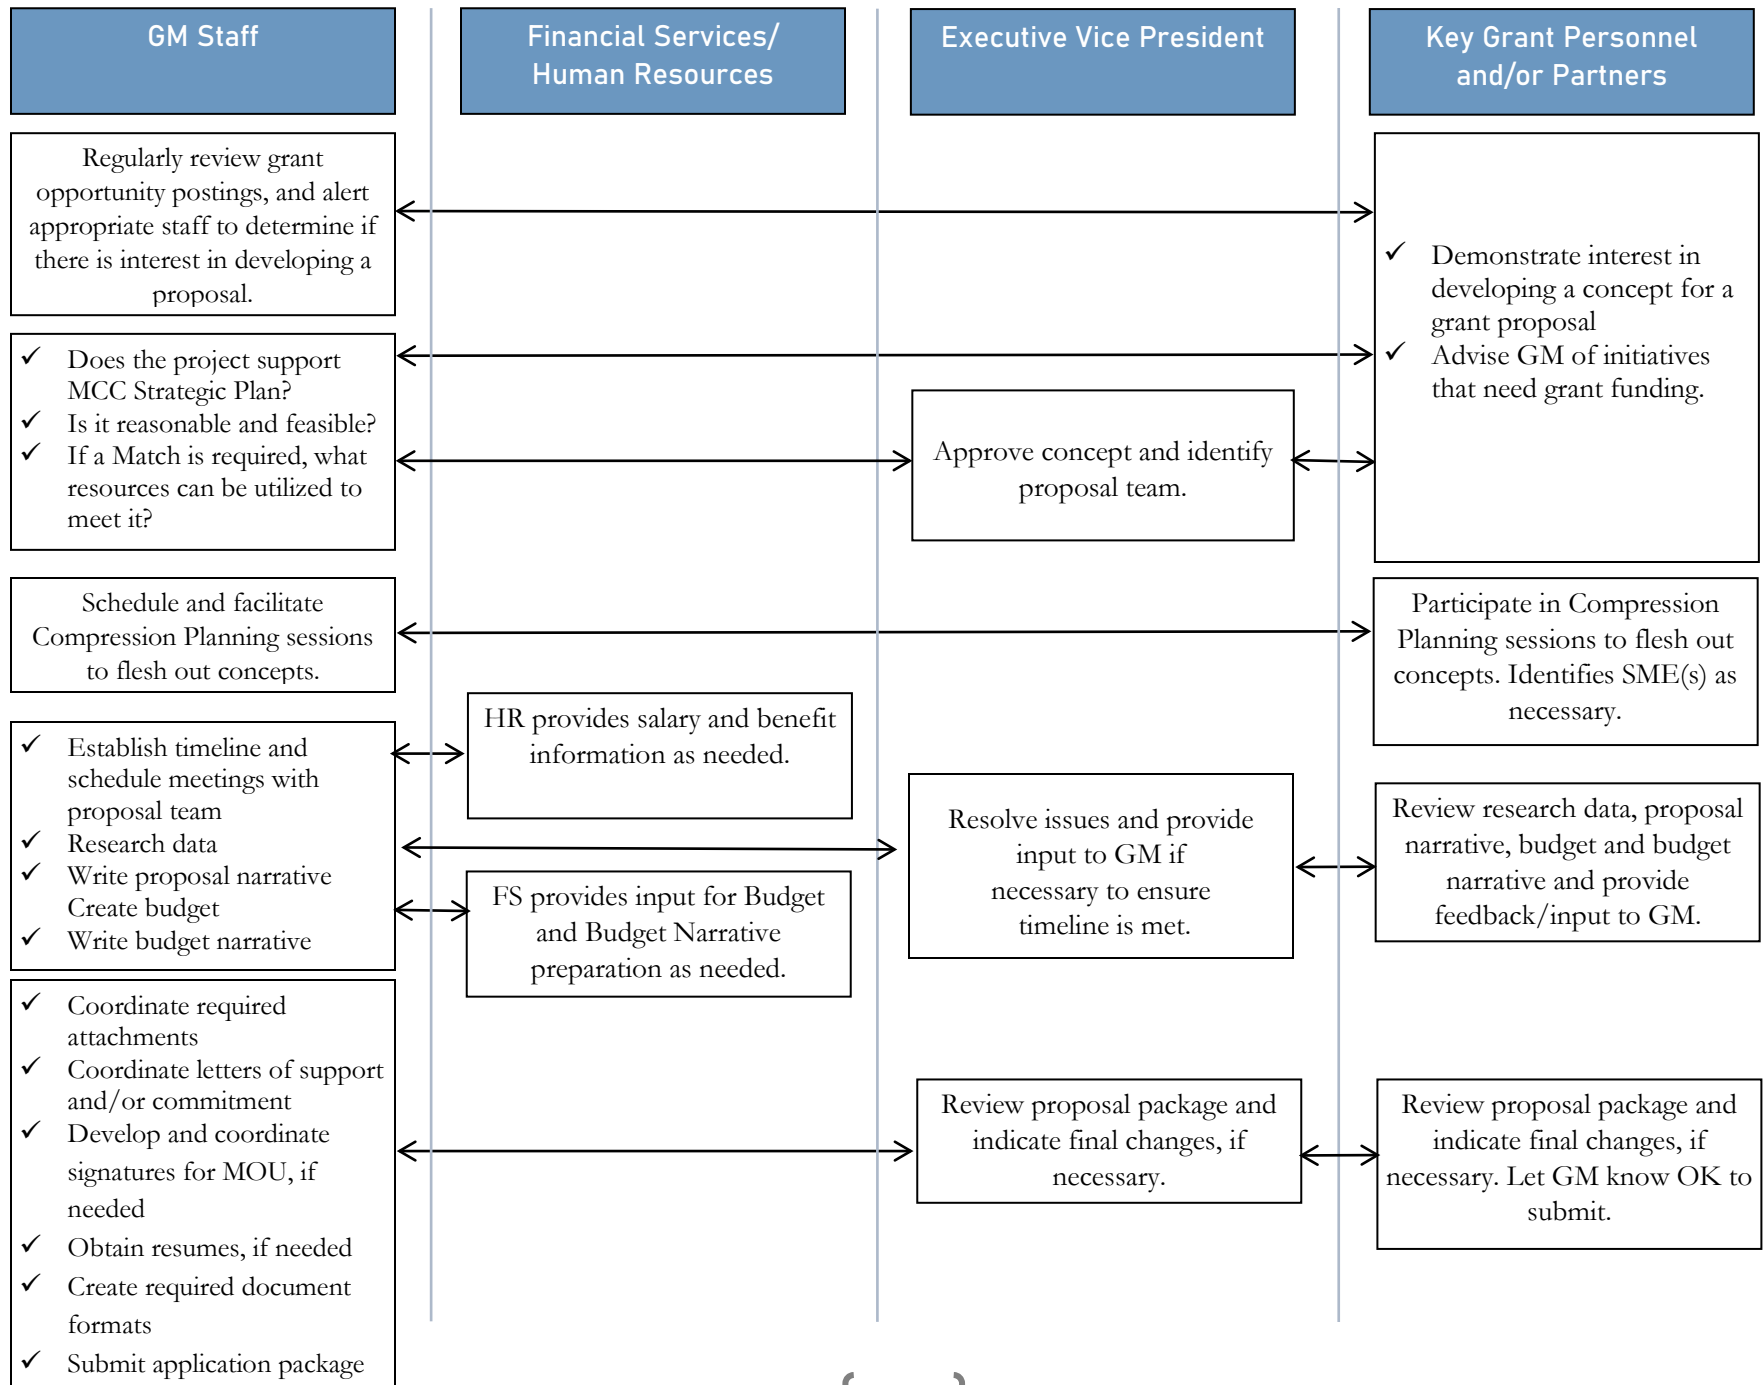 GM Staff
Financial Services/
Human Resources
Executive Vice President
Key Grant Personnel
and/or Partners
Regularly review grant
opportunity postings, and alert
appropriate staff to determine if
there is interest in developing a
proposal.
✓ Demonstrate interest in
developing a concept for a
grant proposal
✓ Advise GM of initiatives
that need grant funding.
✓ Does the project support
MCC Strategic Plan?
✓ Is it reasonable and feasible?
✓ If a Match is required, what
resources can be utilized to
meet it?
Approve concept and identify
proposal team.
Schedule and facilitate
Compression Planning sessions
to flesh out concepts.
Participate in Compression
Planning sessions to flesh out
concepts. Identifies SME(s) as
necessary.
✓ Establish timeline and
schedule meetings with
proposal team
✓ Research data
✓ Write proposal narrative
Create budget
✓ Write budget narrative
HR provides salary and benefit
information as needed.
FS provides input for Budget
and Budget Narrative
preparation as needed.
Resolve issues and provide
input to GM if
necessary to ensure
timeline is met.
Review research data, proposal
narrative, budget and budget
narrative and provide
feedback/input to GM.
✓ Coordinate required
attachments
✓ Coordinate letters of support
and/or commitment
✓ Develop and coordinate
signatures for MOU, if
needed
✓ Obtain resumes, if needed
✓ Create required document
formats
✓ Submit application package
Review proposal package and
indicate final changes, if
necessary.
Review proposal package and
indicate final changes, if
necessary. Let GM know OK to
submit.